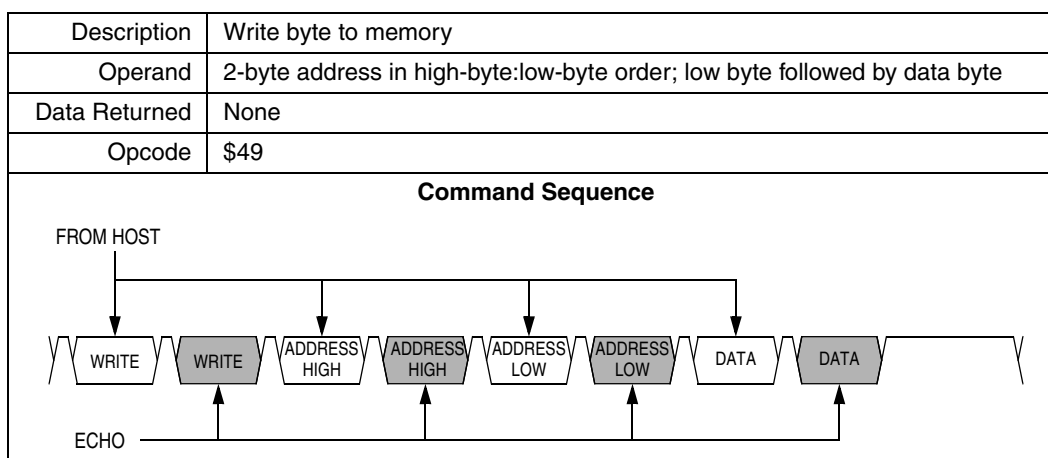 Description Write byte to memory
Operand 2-byte address in high-byte:low-byte order; low byte followed by data byte
Data Returned None
Opcode $49
Command Sequence
FROM HOST
WRITE WRITE ADDRESS HIGH ADDRESS HIGH ADDRESS LOW ADDRESS LOW DATA DATA
ECHO